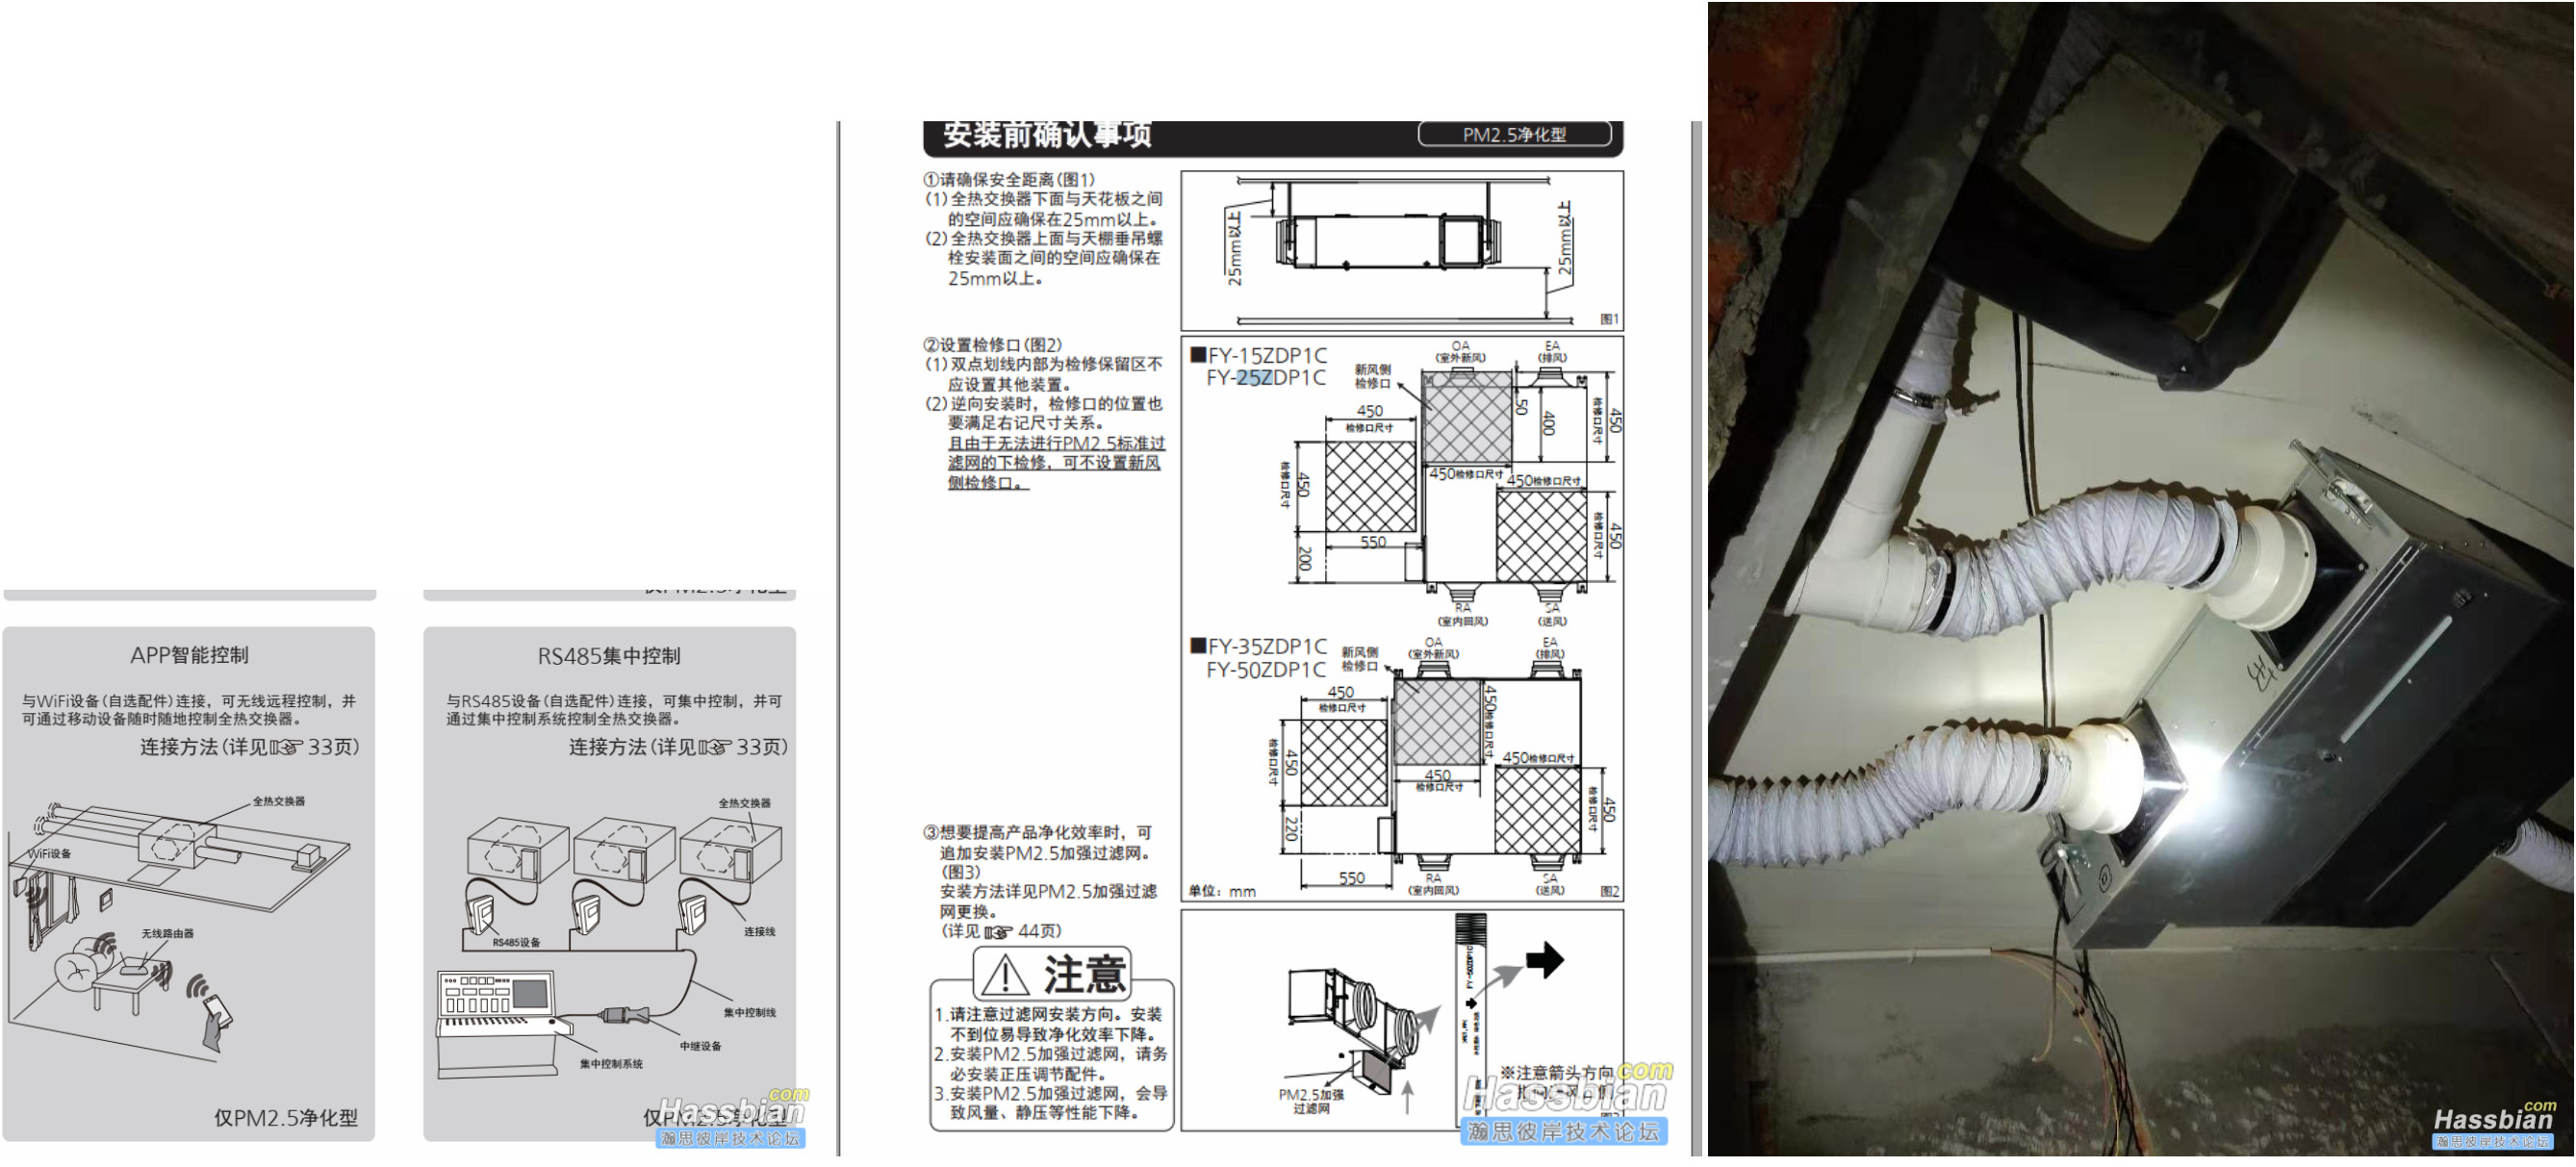 APP智能控制
与WiFi设备(自选配件)连接，可无线远程控制，并
可通过移动设备随时随地控制全热交换器。
连接方法(详见☞33页)
全热交换器
WiFi设备
无线路由器
仅PM2.5净化型
RS485集中控制
与RS485设备(自选配件)连接，可集中控制，并可
通过集中控制系统控制全热交换器。
连接方法(详见☞33页)
全热交换器
RS485设备
连接线
集中控制线
中继设备
集中控制系统
仅PM2.5净化型
安装前确认事项
PM2.5净化型
①请确保安全距离(图1)
(1)全热交换器下面与天花板之间
的空间应确保在25mm以上。
(2)全热交换器上面与天棚垂吊螺
栓安装面之间的空间应确保在
25mm以上。
25mm以上
25mm以上
图1
②设置检修口(图2)
(1)双点划线内部为检修保留区不
应设置其他装置。
(2)逆向安装时，检修口的位置也
要满足右记尺寸关系。
且由于无法进行PM2.5标准过
滤网的下检修，可不设置新风
侧检修口。
■FY-15ZDP1C
FY-25ZDP1C
新风侧
检修口
OA
(室外新风)
EA
(排风)
450
检修口尺寸
50
400
450
检修口尺寸
450
检修口尺寸
450检修口尺寸
450检修口尺寸
450
检修口尺寸
550
200
RA
(室内回风)
SA
(送风)
■FY-35ZDP1C
FY-50ZDP1C
新风侧
检修口
OA
(室外新风)
EA
(排风)
450
检修口尺寸
450检修口尺寸
450
检修口尺寸
450
检修口尺寸
450检修口尺寸
450
检修口尺寸
220
550
RA
(室内回风)
SA
(送风)
单位：mm
图2
③想要提高产品净化效率时，可
追加安装PM2.5加强过滤网。
(图3)
安装方法详见PM2.5加强过滤
网更换。
(详见☞44页)
注意
1.请注意过滤网安装方向。安装
不到位易导致净化效率下降。
2.安装PM2.5加强过滤网，请务
必安装正压调节配件。
3.安装PM2.5加强过滤网，会导
致风量、静压等性能下降。
PM2.5加强
过滤网
FY-50ZDP1C
※注意箭头方向
Hassbian.com
瀚思彼岸技术论坛
Hassbian.com
瀚思彼岸技术论坛
Hassbian.com
瀚思彼岸技术论坛